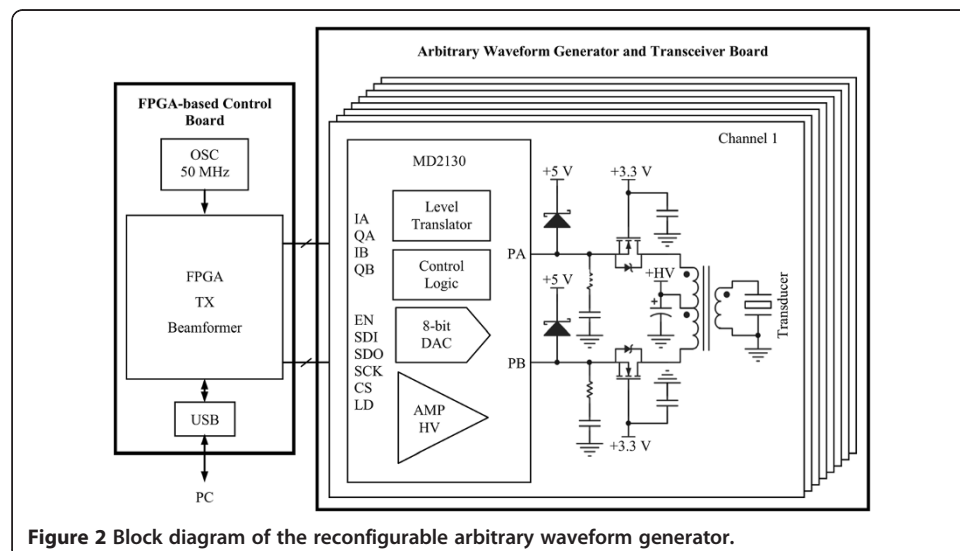 Arbitrary Waveform Generator and Transceiver Board
FPGA-based Control
Board
OSC
50 MHz
FPGA
TX
Beamformer
USB
PC
Channel 1
MD2130
IA
QA
IB
QB
EN
SDI
SDO
SCK
CS
LD
Level
Translator
Control
Logic
8-bit
DAC
AMP
HV
PA
PB
+5 V
+3.3 V
+5 V
+HV
+
+3.3 V
Transducer
Figure 2 Block diagram of the reconfigurable arbitrary waveform generator.